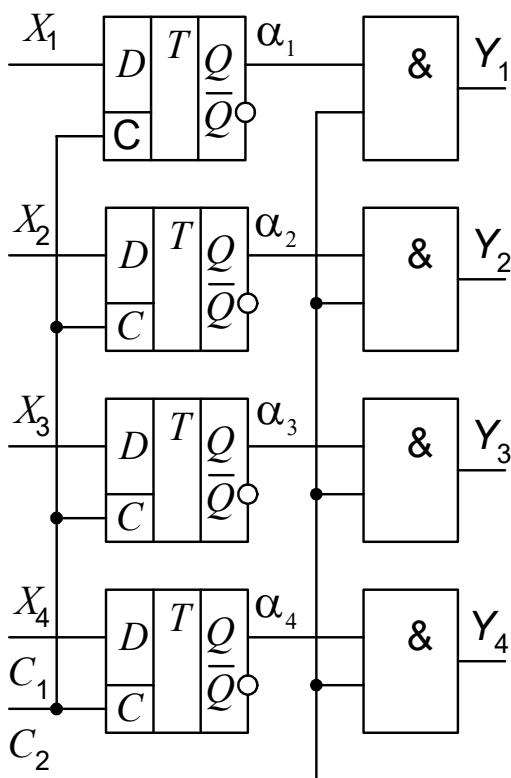 X₁ D T Q α₁ & Y₁
Q̅
C
X₂ D T Q α₂ & Y₂
Q̅
C
X₃ D T Q α₃ & Y₃
Q̅
C
X₄ D T Q α₄ & Y₄
Q̅
C₁ C
C₂